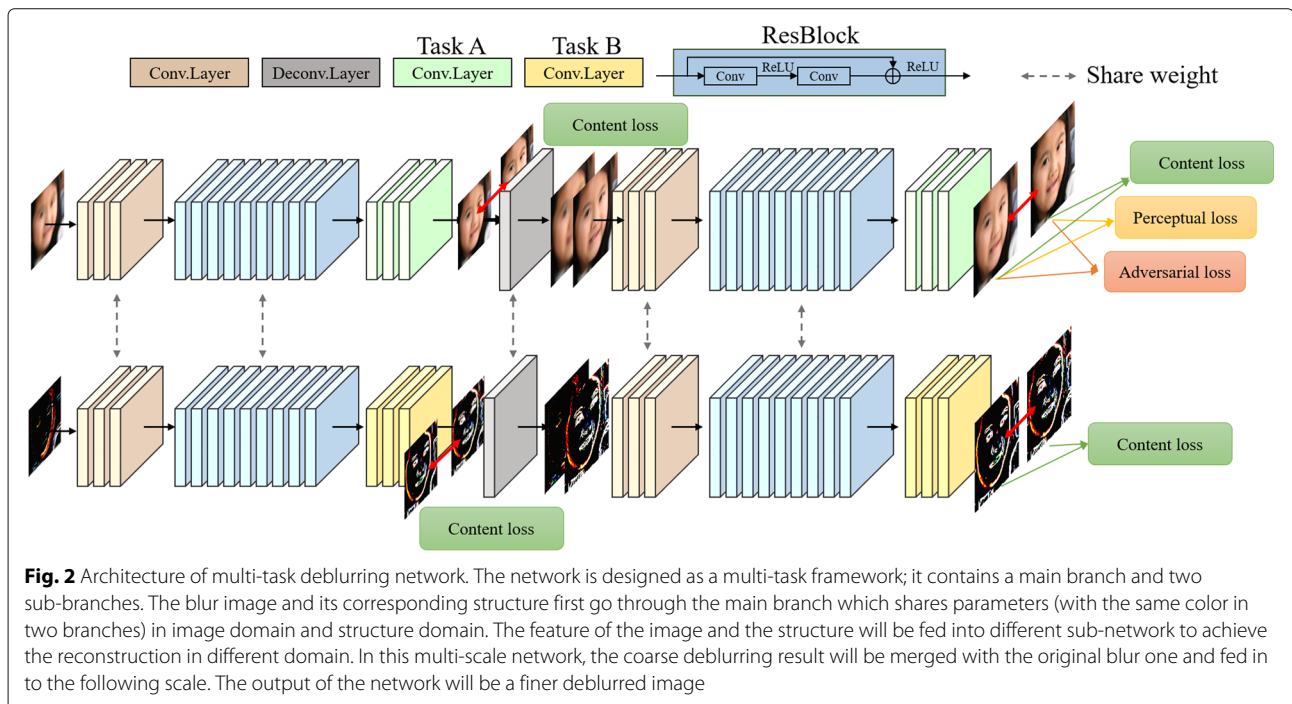 Task A
Task B
ResBlock
Conv.Layer
Deconv.Layer
Conv.Layer
Conv.Layer
Conv
ReLU
Conv
ReLU
Share weight
Content loss
Content loss
Perceptual loss
Adversarial loss
Content loss
Content loss
Fig. 2 Architecture of multi-task deblurring network. The network is designed as a multi-task framework; it contains a main branch and two
sub-branches. The blur image and its corresponding structure first go through the main branch which shares parameters (with the same color in
two branches) in image domain and structure domain. The feature of the image and the structure will be fed into different sub-network to achieve
the reconstruction in different domain. In this multi-scale network, the coarse deblurring result will be merged with the original blur one and fed in
to the following scale. The output of the network will be a finer deblurred image